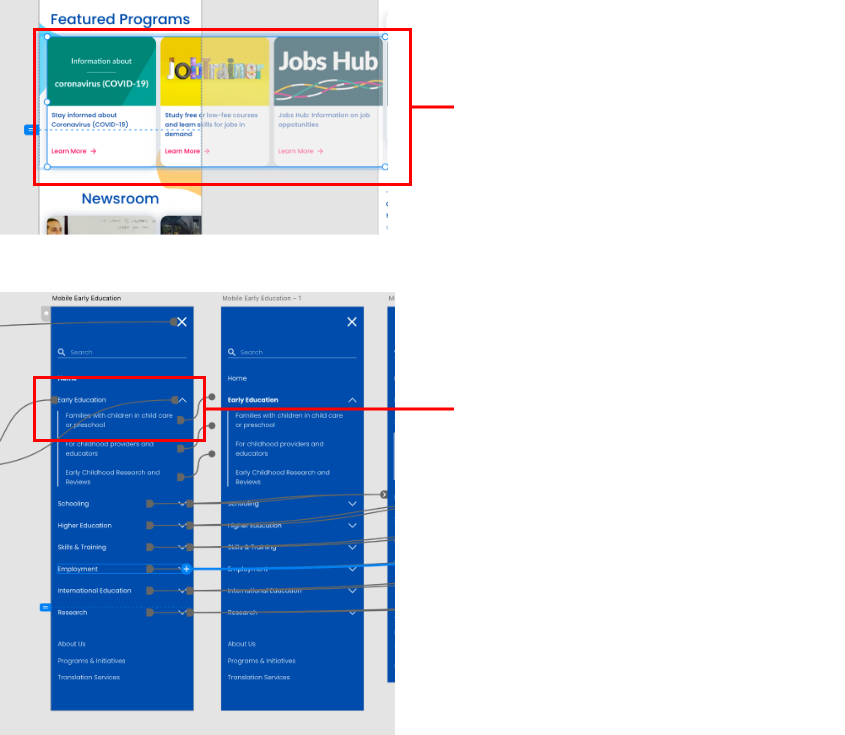 Featured Programs
Information about
coronavirus (COVID-19)
JobTrainer
Jobs Hub
Stay informed about
Coronavirus (COVID-19)
Study free or low-fee courses
and learn skills for jobs in
demand
Jobs Hub: Information on job
oppetunities
Learn More →
Learn More →
Learn More →
Newsroom
Mobile Early Education
Mobile Early Education – 1
Search
Home
Early Education
Families with children in child care
or preschool
For childhood providers and
educators
Early Childhood Research and
Reviews
Schooling
Higher Education
Skills & Training
Employment
International Education
Research
About Us
Programs & Initiatives
Translation Services
Search
Home
Early Education
Families with children in child care
or preschool
For childhood providers and
educators
Early Childhood Research and
Reviews
Schooling
Higher Education
Skills & Training
Employment
International Education
Research
About Us
Programs & Initiatives
Translation Services